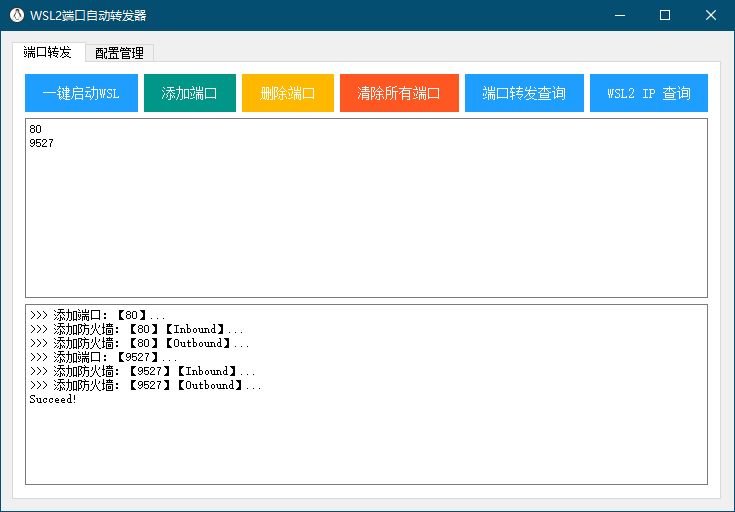 WSL2端口自动转发器
端口转发 配置管理
一键启动WSL 添加端口 删除端口 清除所有端口 端口转发查询 WSL2 IP 查询
80
9527
>>> 添加端口：【80】...
>>> 添加防火墙：【80】【Inbound】...
>>> 添加防火墙：【80】【Outbound】...
>>> 添加端口：【9527】...
>>> 添加防火墙：【9527】【Inbound】...
>>> 添加防火墙：【9527】【Outbound】...
Succeed!